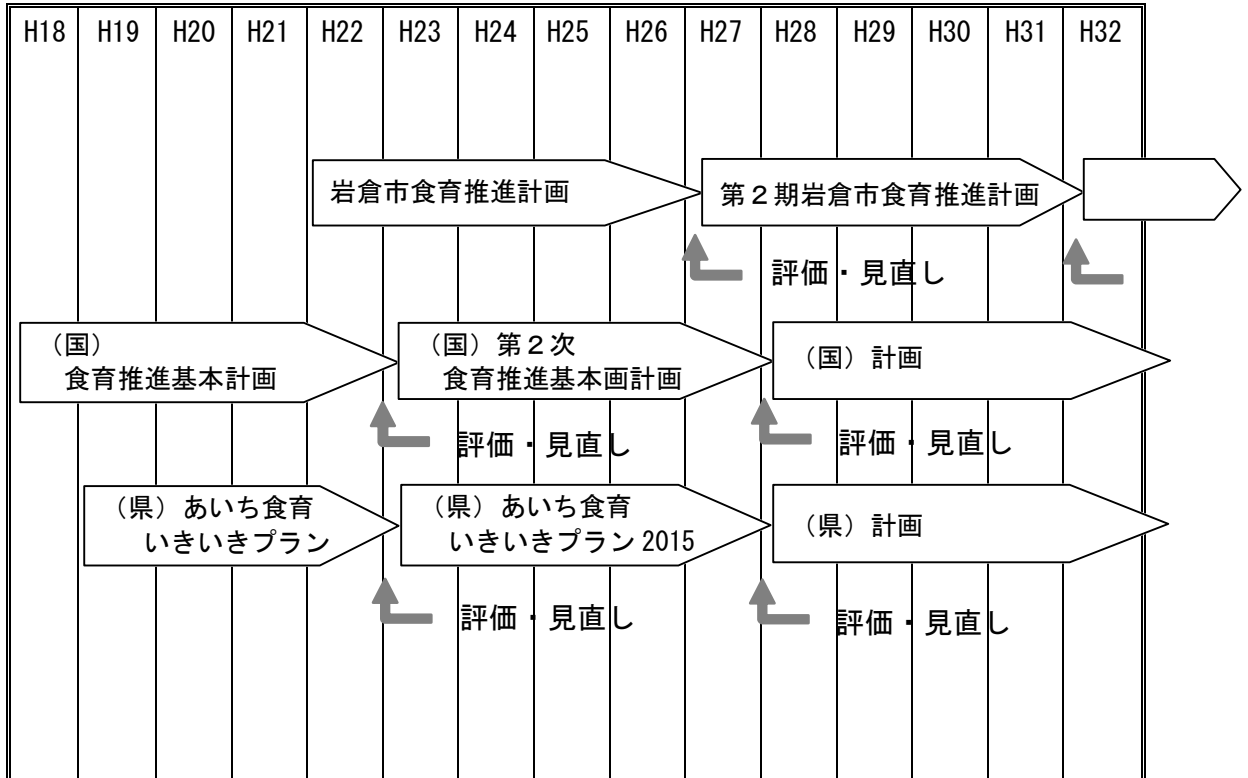 H18 H19 H20 H21 H22 H23 H24 H25 H26 H27 H28 H29 H30 H31 H32
岩倉市食育推進計画
第２期岩倉市食育推進計画
評価・見直し
（国）
食育推進基本計画
（国）第２次
食育推進基本画計画
（国）計画
評価・見直し
評価・見直し
（県）あいち食育
いきいきプラン
（県）あいち食育
いきいきプラン 2015
（県）計画
評価・見直し
評価・見直し